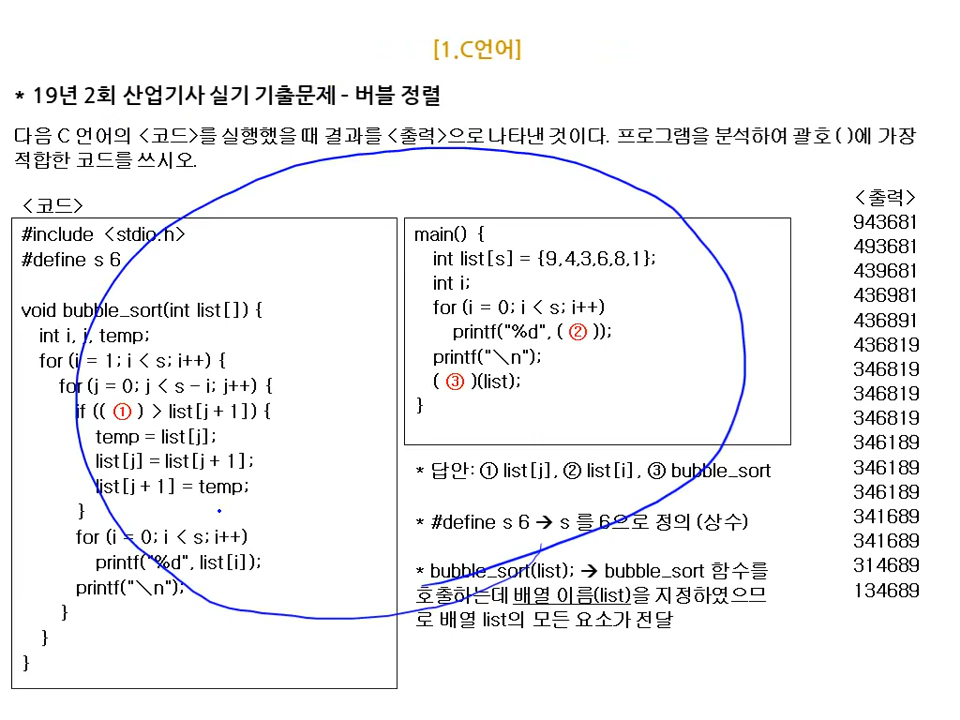 [1.C언어]
* 19년 2회 산업기사 실기 기출문제 - 버블 정렬
다음 C 언어의 <코드>를 실행했을 때 결과를 <출력>으로 나타낸 것이다. 프로그램을 분석하여 괄호 ( )에 가장
적합한 코드를 쓰시오.
<코드>
#include <stdio.h>
#define s 6
void bubble_sort(int list[]) {
int i, j, temp;
for (i = 1; i < s; i++) {
for (j = 0; j < s - i; j++) {
if (( ① ) > list[j + 1]) {
temp = list[j];
list[j] = list[j + 1];
list[j + 1] = temp;
}
for (i = 0; i < s; i++)
printf("%d", list[i]);
printf("\n");
}
}
}
main() {
int list[s] = {9,4,3,6,8,1};
int i;
for (i = 0; i < s; i++)
printf("%d", ( ② ));
printf("\n");
( ③ )(list);
}
* 답안: ① list[j], ② list[i], ③ bubble_sort
* #define s 6 → s 를 6으로 정의 (상수)
* bubble_sort(list); → bubble_sort 함수를
호출하는데 배열 이름(list)을 지정하였으므
로 배열 list의 모든 요소가 전달
<출력>
943681
493681
439681
436981
436891
436819
346819
346819
346819
346189
346189
346189
341689
341689
314689
134689